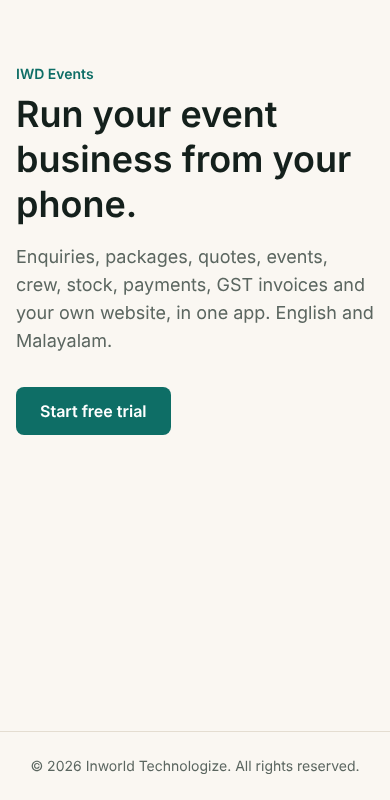 IWD Events
Run your event
business from your
phone.
Enquiries, packages, quotes, events,
crew, stock, payments, GST invoices and
your own website, in one app. English and
Malayalam.
Start free trial
© 2026 Inworld Technologize. All rights reserved.